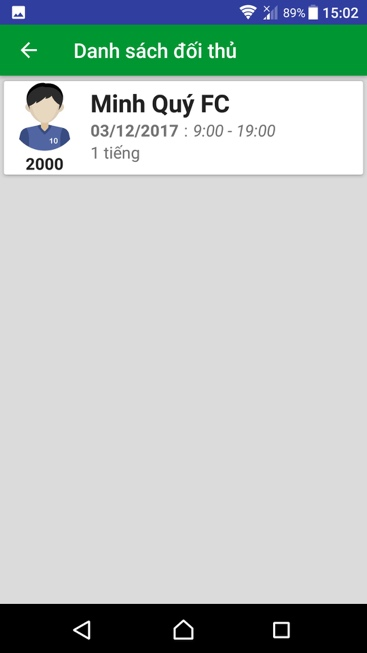 89% 15:02
Danh sách đối thủ
Minh Quý FC
03/12/2017 : 9:00 - 19:00
1 tiếng
10
2000